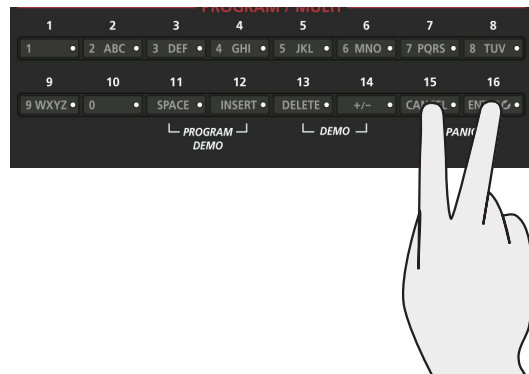 PROGRAM / MULTI
1 2 3 4 5 6 7 8
1 2 ABC 3 DEF 4 GHI 5 JKL 6 MNO 7 PQRS 8 TUV
9 10 11 12 13 14 15 16
9 WXYZ 0 SPACE INSERT DELETE +/−
PROGRAM DEMO PANIC
DEMO